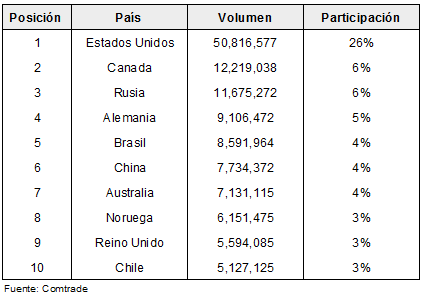 Posición País Volumen Participación
1 Estados Unidos 50,816,577 26%
2 Canada 12,219,038 6%
3 Rusia 11,675,272 6%
4 Alemania 9,106,472 5%
5 Brasil 8,591,964 4%
6 China 7,734,372 4%
7 Australia 7,131,115 4%
8 Noruega 6,151,475 3%
9 Reino Unido 5,594,085 3%
10 Chile 5,127,125 3%
Fuente: Comtrade